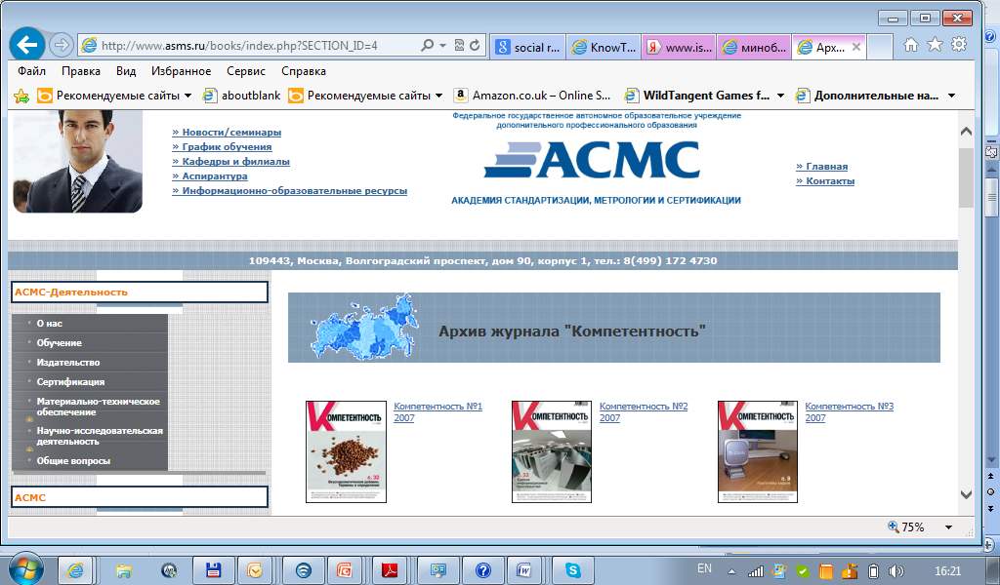 http://www.asms.ru/books/index.php?SECTION_ID=4
social r...
KnowT...
www.is...
миноб...
Арх...
Файл Правка Вид Избранное Сервис Справка
Рекомендуемые сайты
aboutblank
Рекомендуемые сайты
Amazon.co.uk – Online S...
WildTangent Games f...
Дополнительные на...
» Новости/семинары
» График обучения
» Кафедры и филиалы
» Аспирантура
» Информационно-образовательные ресурсы
Федеральное государственное автономное образовательное учреждение
дополнительного профессионального образования
АСМС
АКАДЕМИЯ СТАНДАРТИЗАЦИИ, МЕТРОЛОГИИ И СЕРТИФИКАЦИИ
» Главная
» Контакты
109443, Москва, Волгоградский проспект, дом 90, корпус 1, тел.: 8(499) 172 4730
АСМС-Деятельность
О нас
Обучение
Издательство
Сертификация
Материально-техническое
обеспечение
Научно-исследовательская
деятельность
Общие вопросы
АСМС
Архив журнала "Компетентность"
КОМПЕТЕНТНОСТЬ
с. 32
Компетентность №1
2007
КОМПЕТЕНТНОСТЬ
с. 32
Компетентность №2
2007
КОМПЕТЕНТНОСТЬ
с. 8
Компетентность №3
2007
75%
EN
16:21